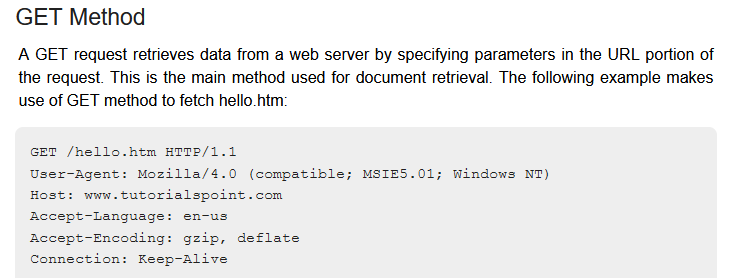 GET Method
A GET request retrieves data from a web server by specifying parameters in the URL portion of
the request. This is the main method used for document retrieval. The following example makes
use of GET method to fetch hello.htm:
GET /hello.htm HTTP/1.1
User-Agent: Mozilla/4.0 (compatible; MSIE5.01; Windows NT)
Host: www.tutorialspoint.com
Accept-Language: en-us
Accept-Encoding: gzip, deflate
Connection: Keep-Alive